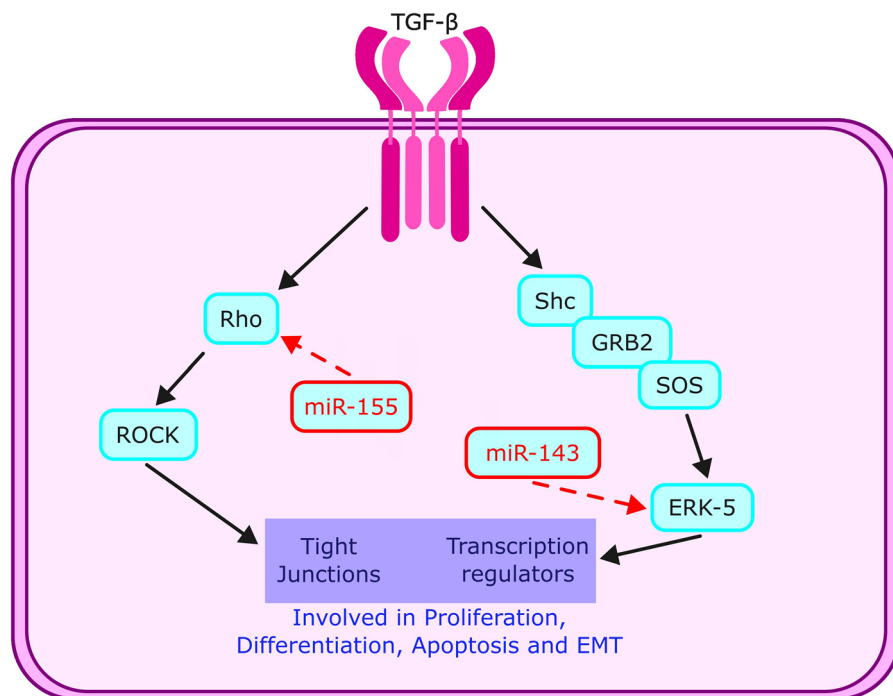 TGF-β
Shc
Rho
GRB2
SOS
miR-155
ROCK
miR-143
ERK-5
Tight
Junctions
Transcription
regulators
Involved in Proliferation,
Differentiation, Apoptosis and EMT